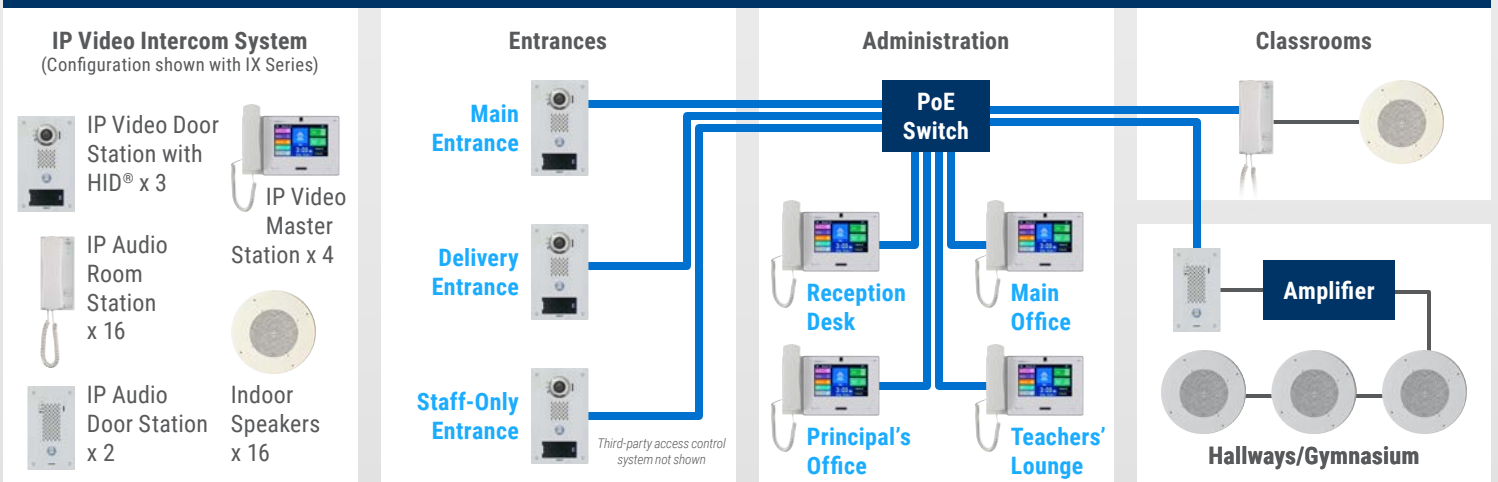 IP Video Intercom System
(Configuration shown with IX Series)
IP Video Door
Station with
HID® x 3
IP Video
Master
Station x 4
IP Audio
Room
Station
x 16
IP Audio
Door Station
x 2
Indoor
Speakers
x 16
Entrances
Main
Entrance
Delivery
Entrance
Staff-Only
Entrance
Third-party access control
system not shown
Administration
PoE
Switch
Reception
Desk
Main
Office
Principal's
Office
Teachers'
Lounge
Classrooms
Amplifier
Hallways/Gymnasium